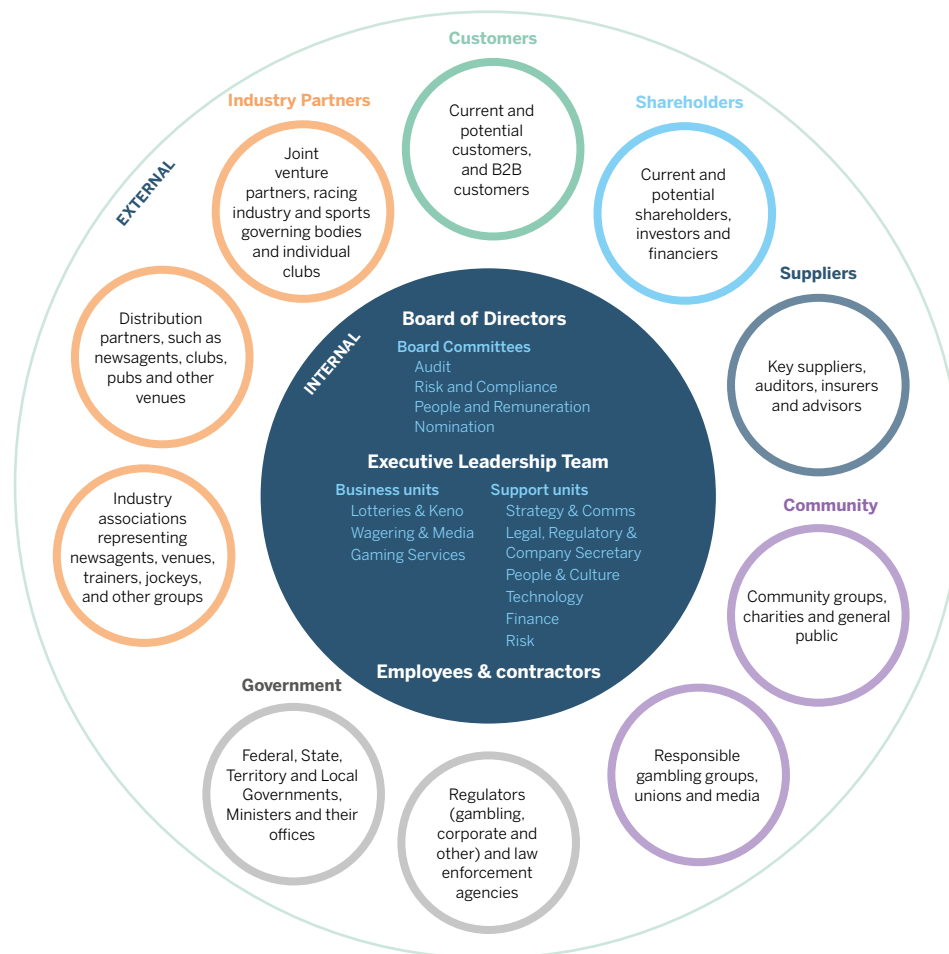 Customers
Current and
potential
customers,
and B2B
customers
Shareholders
Current and
potential
shareholders,
investors and
financiers
Suppliers
Key suppliers,
auditors, insurers
and advisors
Community
Community groups,
charities and general
public
Responsible
gambling groups,
unions and media
Regulators
(gambling,
corporate and
other) and law
enforcement
agencies
Government
Federal, State,
Territory and Local
Governments,
Ministers and their
offices
Industry
associations
representing
newsagents, venues,
trainers, jockeys,
and other groups
Distribution
partners, such as
newsagents, clubs,
pubs and other
venues
Industry Partners
Joint
venture
partners, racing
industry and sports
governing bodies
and individual
clubs
EXTERNAL
INTERNAL
Board of Directors
Board Committees
Audit
Risk and Compliance
People and Remuneration
Nomination
Executive Leadership Team
Business units
Lotteries & Keno
Wagering & Media
Gaming Services
Support units
Strategy & Comms
Legal, Regulatory &
Company Secretary
People & Culture
Technology
Finance
Risk
Employees & contractors